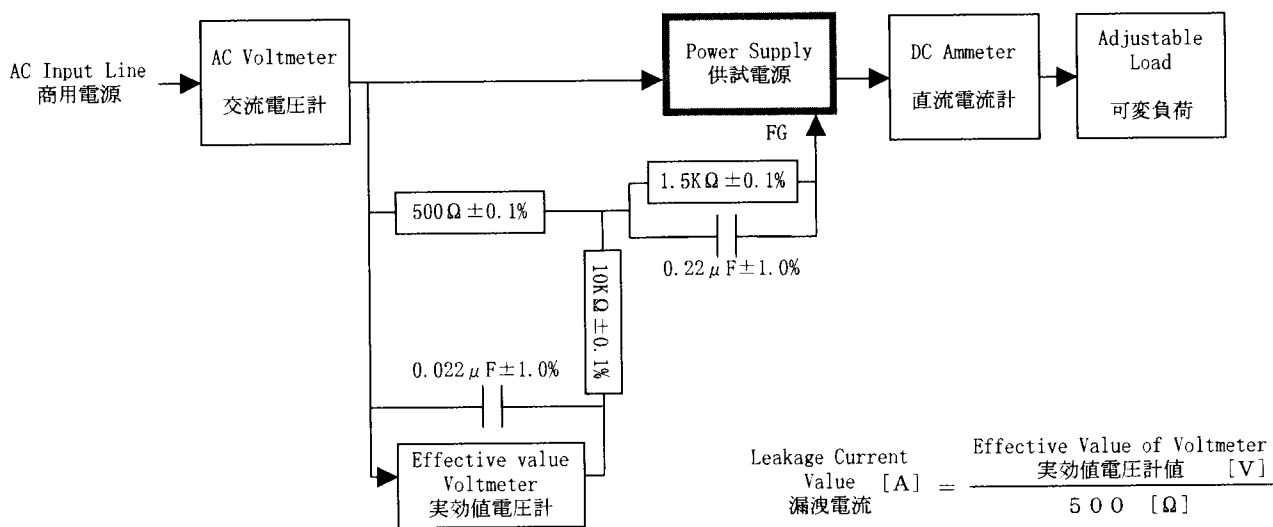 AC Input Line
商用電源
AC Voltmeter
交流電圧計
Power Supply
供試電源
DC Ammeter
直流電流計
Adjustable
Load
可変負荷
FG
1.5KΩ±0.1%
500Ω±0.1%
0.22μF±1.0%
10KΩ±0.1%
0.022μF±1.0%
Effective value
Voltmeter
実効値電圧計
Leakage Current
Value [A] =
漏洩電流
Effective Value of Voltmeter
実効値電圧計値 [V]
500 [Ω]